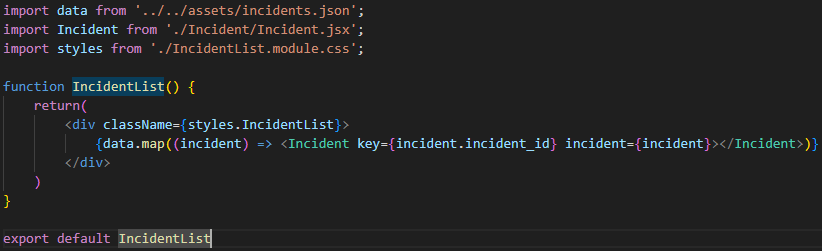 import data from '../../assets/incidents.json';
import Incident from './Incident/Incident.jsx';
import styles from './IncidentList.module.css';
function IncidentList() {
return(
<div className={styles.IncidentList}>
{data.map((incident) => <Incident key={incident.incident_id} incident={incident}></Incident>)}
</div>
)
}
export default IncidentList